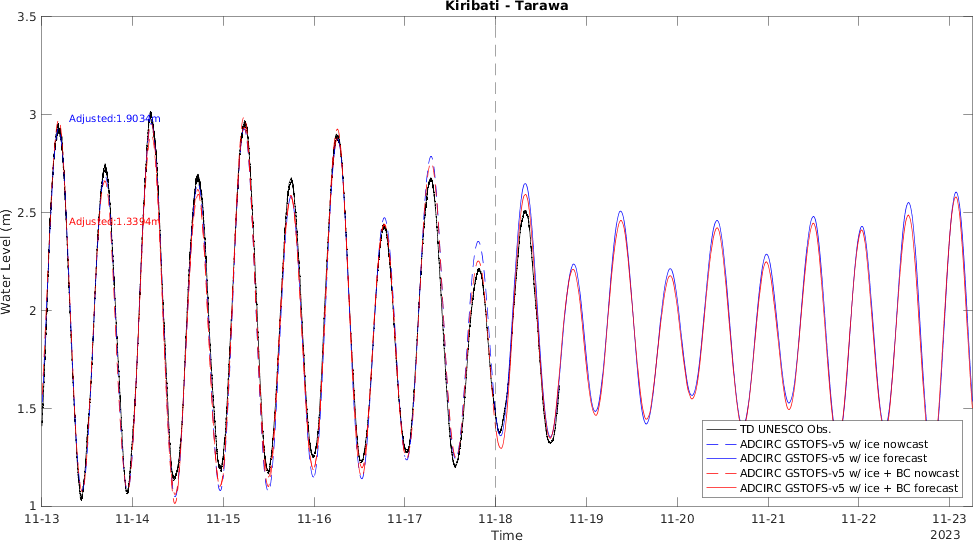 Kiribati - Tarawa
3.5
3
2.5
2
1.5
1
Water Level (m)
Adjusted:1.9034m
Adjusted:1.3394m
TD UNESCO Obs.
ADCIRC GSTOFS-v5 w/ ice nowcast
ADCIRC GSTOFS-v5 w/ ice forecast
ADCIRC GSTOFS-v5 w/ ice + BC nowcast
ADCIRC GSTOFS-v5 w/ ice + BC forecast
11-13 11-14 11-15 11-16 11-17 11-18 11-19 11-20 11-21 11-22 11-23
Time 2023